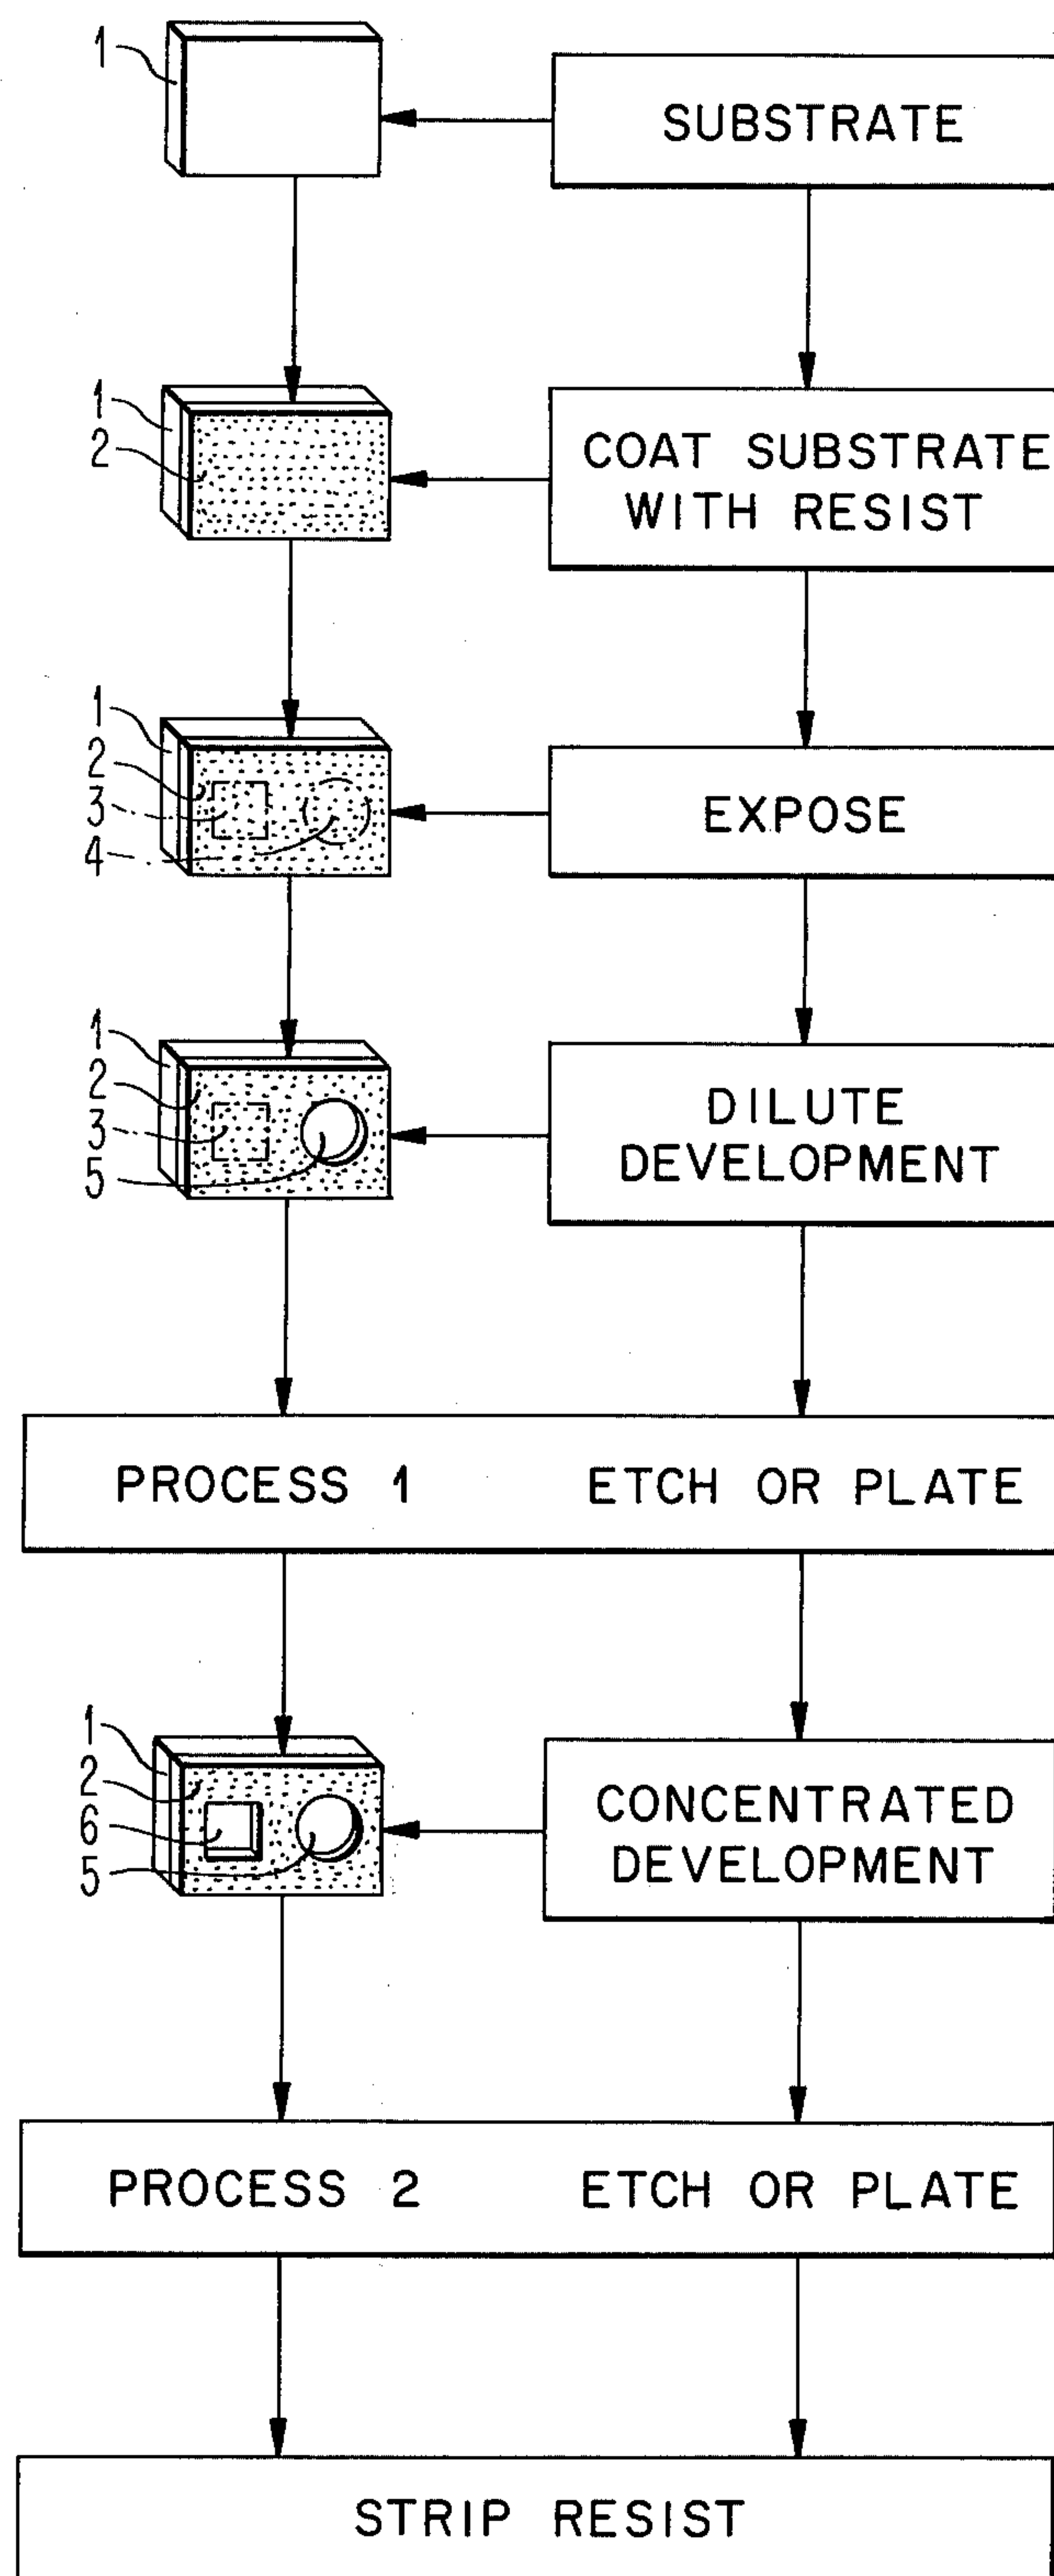 1
SUBSTRATE
1
2
COAT SUBSTRATE
WITH RESIST
1
2
3
4
EXPOSE
1
2
3
5
DILUTE
DEVELOPMENT
PROCESS 1 ETCH OR PLATE
1
2
6
5
CONCENTRATED
DEVELOPMENT
PROCESS 2 ETCH OR PLATE
STRIP RESIST